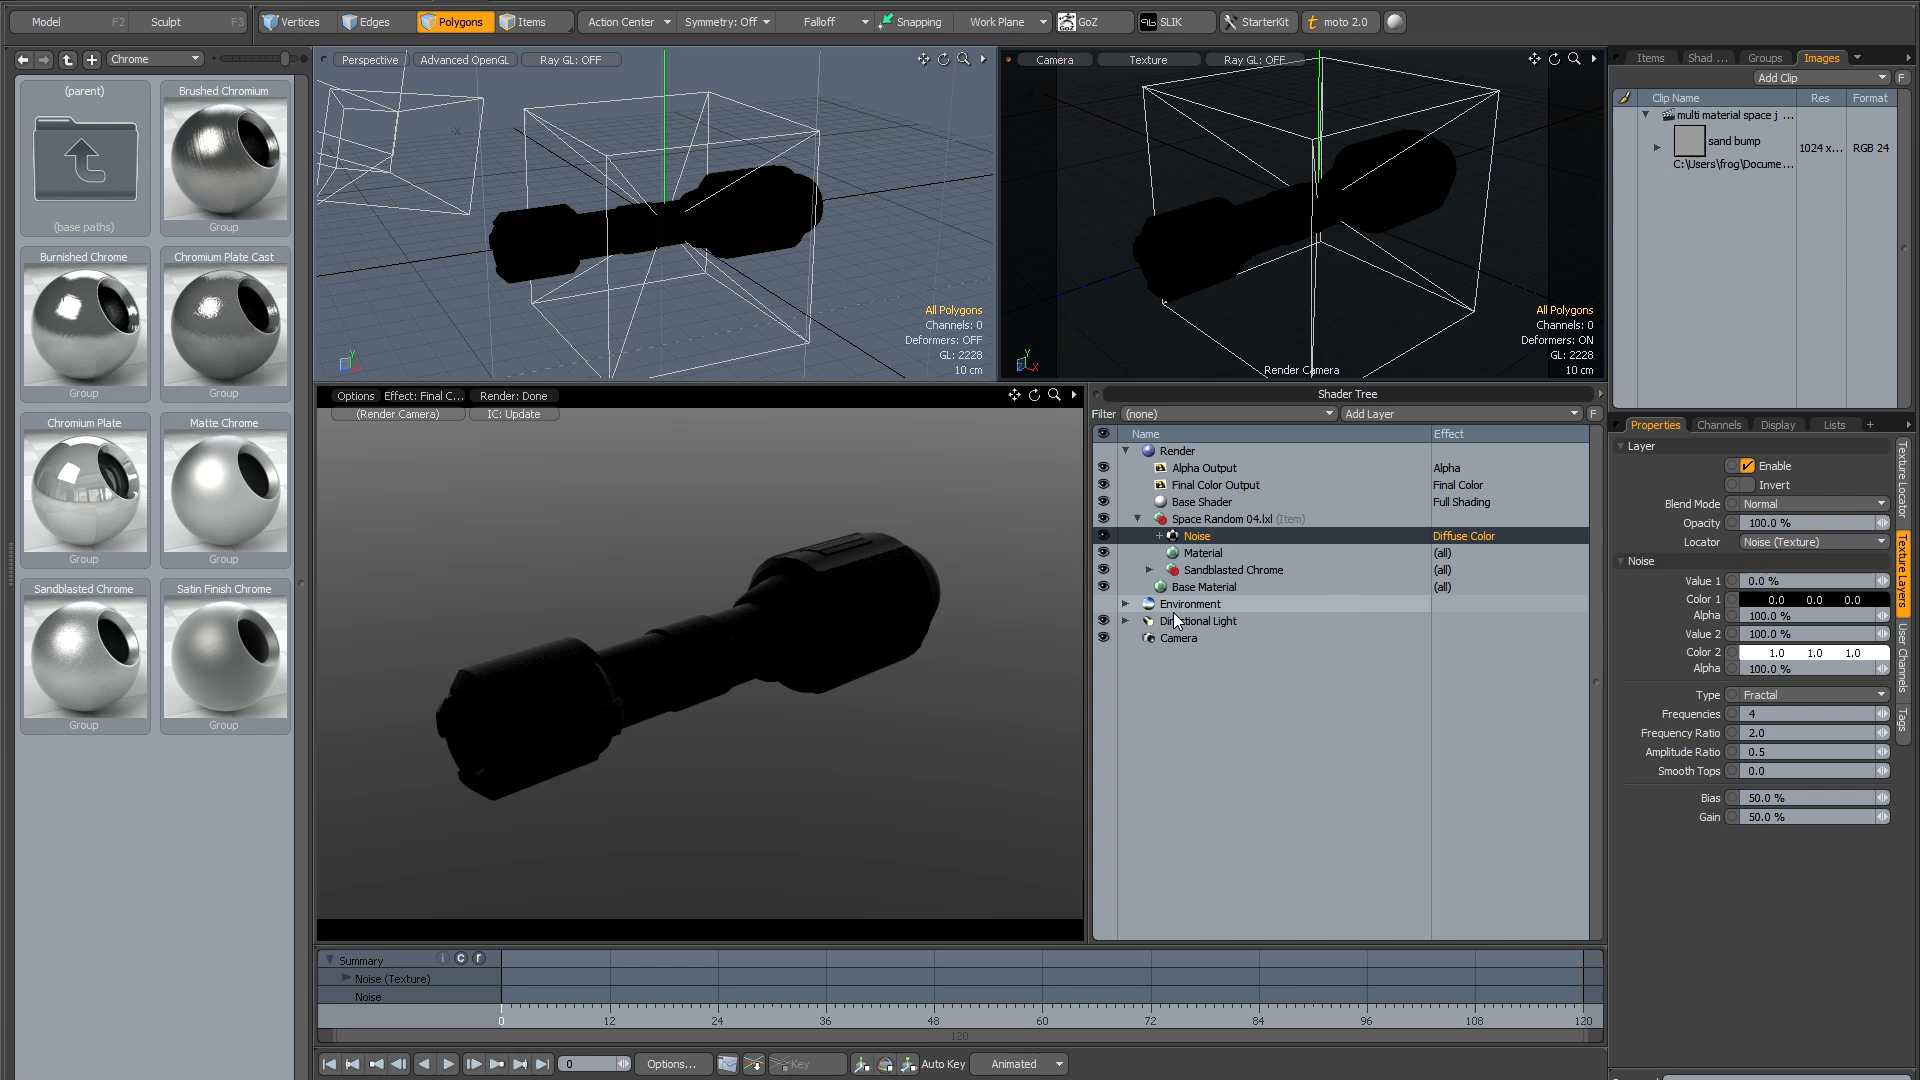 Model F2 Sculpt F3 Vertices Edges Polygons Items Action Center Symmetry: Off Falloff Snapping Work Plane GoZ SLIK StarterKit moto 2.0
Chrome
(parent)
(base paths)
Brushed Chromium
Group
Burnished Chrome
Group
Chromium Plate Cast
Group
Chromium Plate
Group
Matte Chrome
Group
Sandblasted Chrome
Group
Satin Finish Chrome
Group
Perspective Advanced OpenGL Ray GL: OFF
All Polygons
Channels: 0
Deformers: OFF
GL: 2228
10 cm
Camera Texture Ray GL: OFF
All Polygons
Channels: 0
Deformers: ON
GL: 2228
10 cm
Render Camera
Options Effect: Final C... Render: Done
(Render Camera) IC: Update
Shader Tree
Filter (none) Add Layer F
Name Effect
Render
Alpha Output Alpha
Final Color Output Final Color
Base Shader Full Shading
Space Random 04.lxl (Item)
Noise Diffuse Color
Material (all)
Sandblasted Chrome (all)
Base Material (all)
Environment
Directional Light
Camera
Items Shad ... Groups Images
Add Clip F
Clip Name Res Format
multi material space j ...
sand bump 1024 x... RGB 24
C:\Users\frog\Docume...
Properties Channels Display Lists +
Layer
Enable
Invert
Blend Mode Normal
Opacity 100.0 %
Locator Noise (Texture)
Noise
Value 1 0.0 %
Color 1 0.0 0.0 0.0
Alpha 100.0 %
Value 2 100.0 %
Color 2 1.0 1.0 1.0
Alpha 100.0 %
Type Fractal
Frequencies 4
Frequency Ratio 2.0
Amplitude Ratio 0.5
Smooth Tops 0.0
Bias 50.0 %
Gain 50.0 %
Texture Locator
Texture Layers
User Channels
Tags
Summary i c r
Noise (Texture)
Noise
0 12 24 36 48 60 72 84 96 108 120
120
0 Options... Key Auto Key Animated